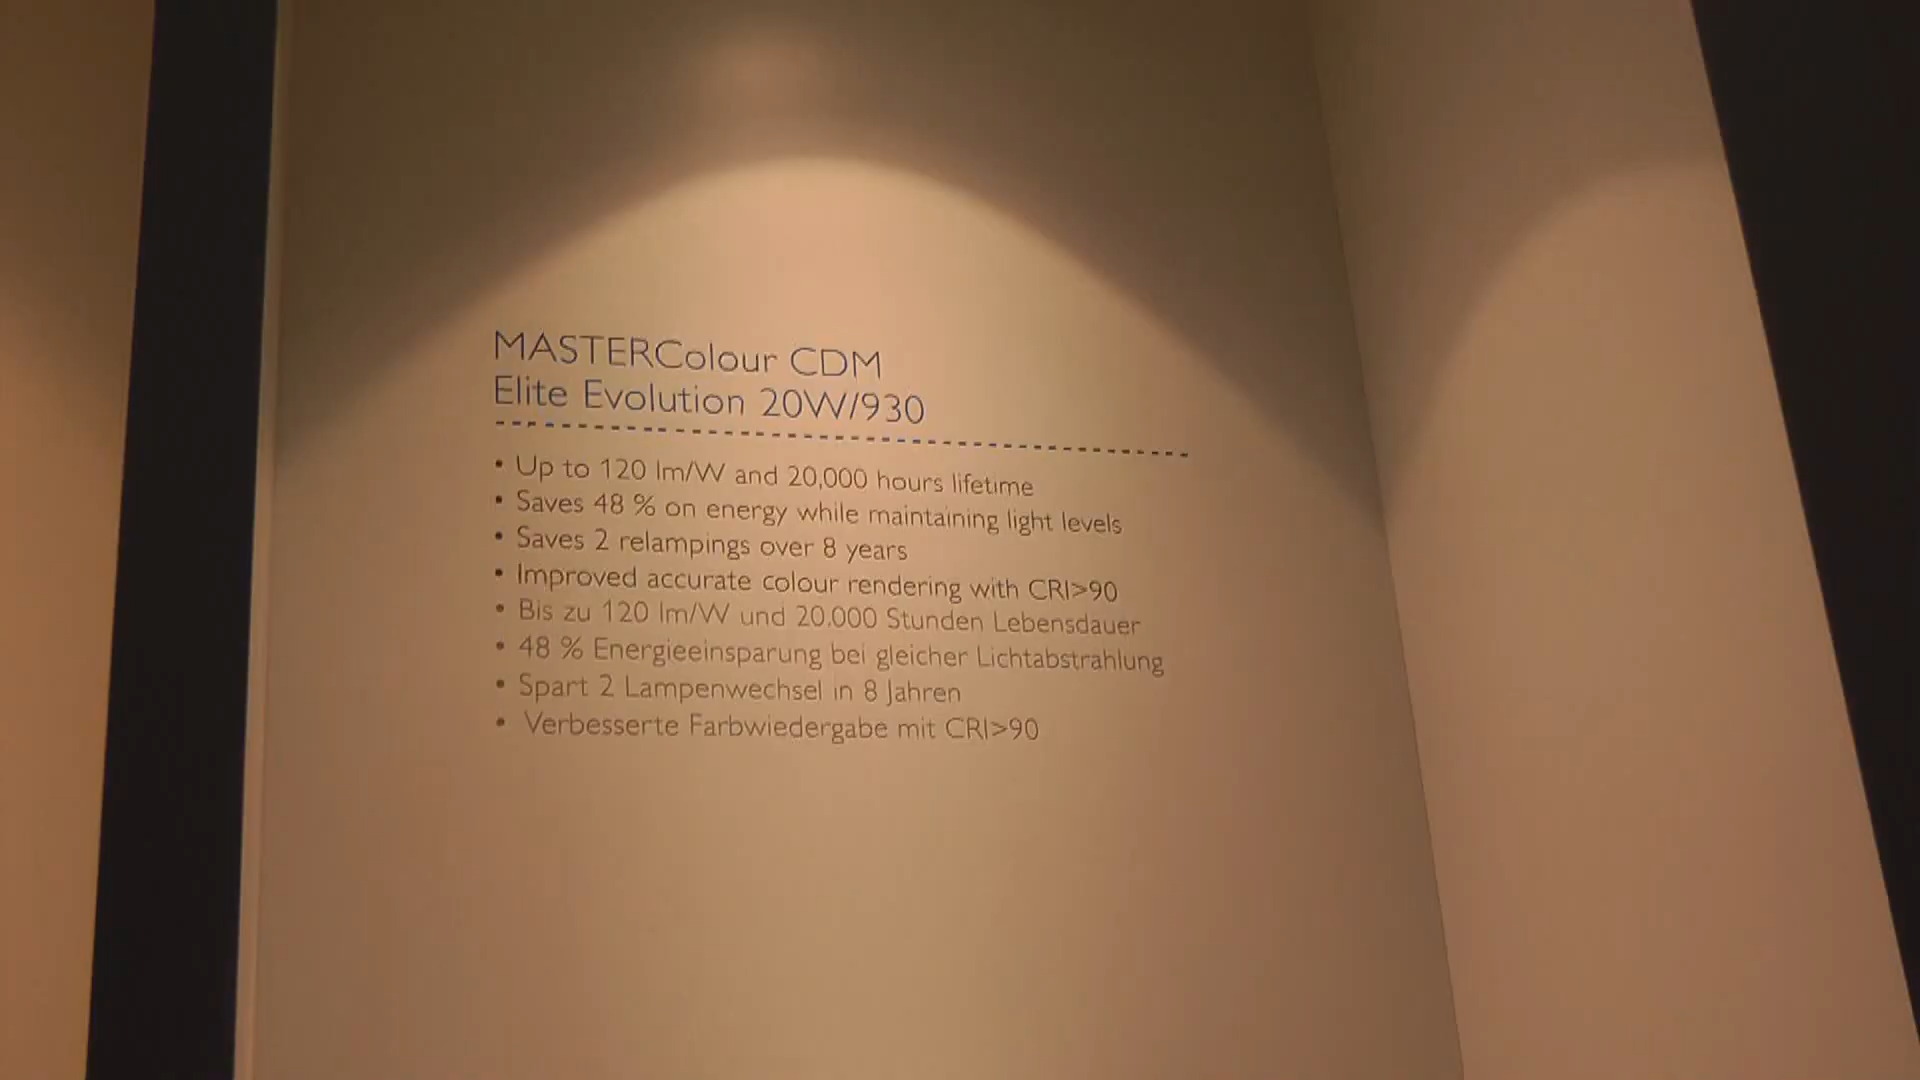 MASTERColour CDM
Elite Evolution 20W/930
• Up to 120 lm/W and 20,000 hours lifetime
• Saves 48 % on energy while maintaining light levels
• Saves 2 relampings over 8 years
• Improved accurate colour rendering with CRI>90
• Bis zu 120 lm/W und 20.000 Stunden Lebensdauer
• 48 % Energieeinsparung bei gleicher Lichtabstrahlung
• Spart 2 Lampenwechsel in 8 Jahren
• Verbesserte Farbwiedergabe mit CRI>90